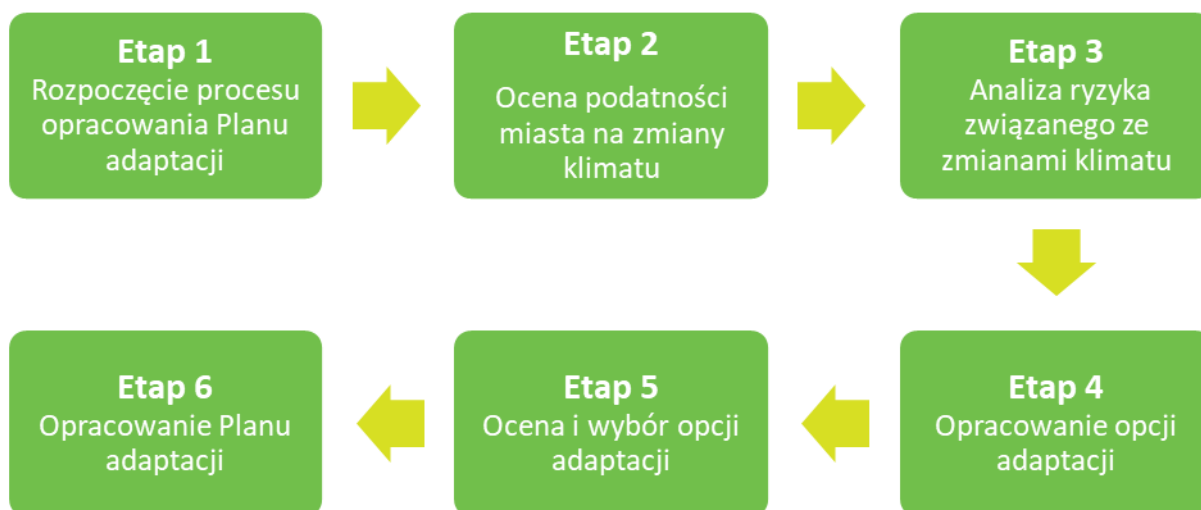 Etap 1
Rozpoczęcie procesu
opracowania Planu
adaptacji
Etap 2
Ocena podatności
miasta na zmiany
klimatu
Etap 3
Analiza ryzyka
związanego ze
zmianami klimatu
Etap 4
Opracowanie opcji
adaptacji
Etap 5
Ocena i wybór opcji
adaptacji
Etap 6
Opracowanie Planu
adaptacji